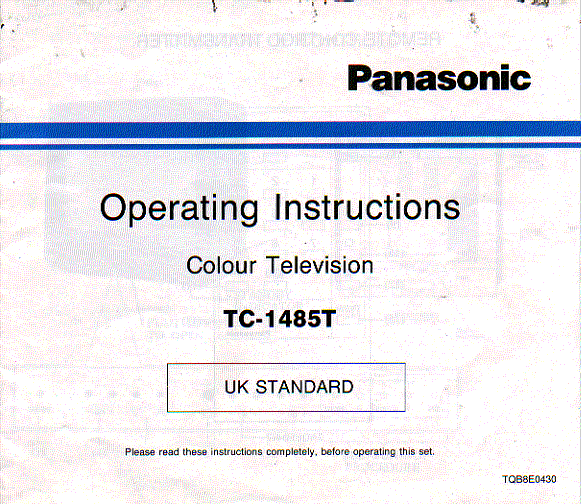 Panasonic
Operating Instructions
Colour Television
TC-1485T
UK STANDARD
Please read these instructions completely, before operating this set.
TQB8E0430